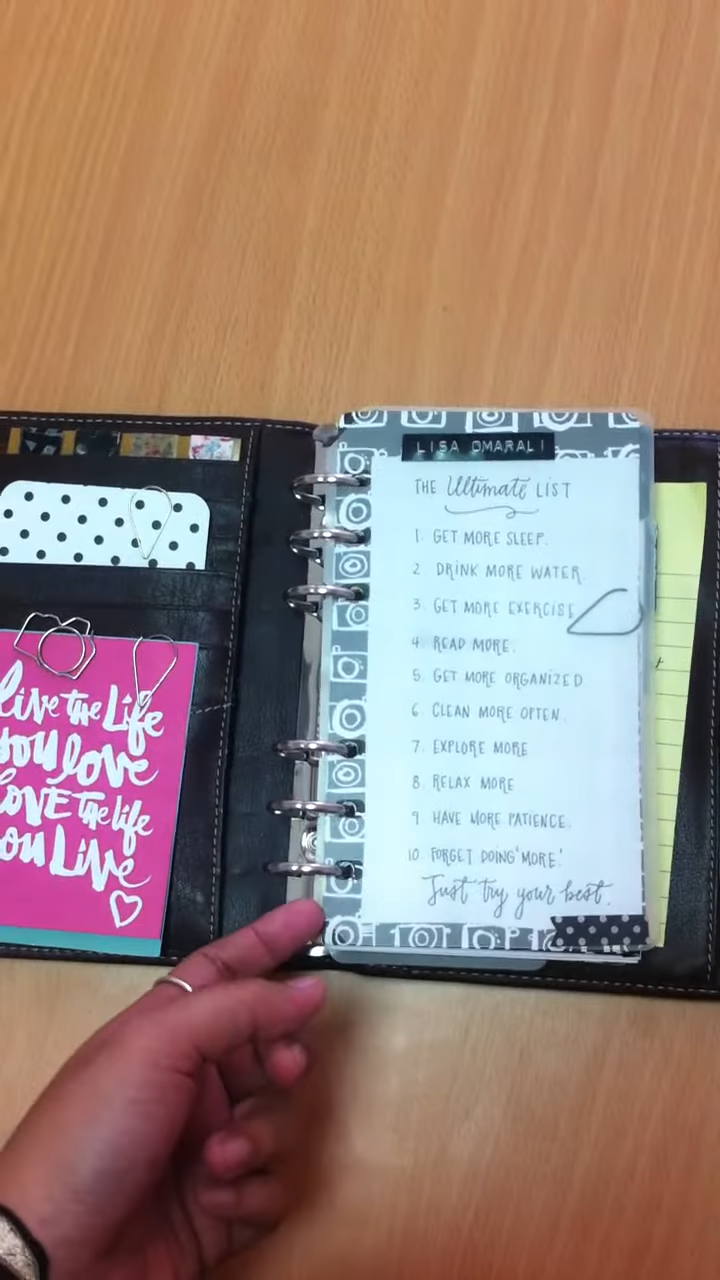 Live the Life
you love
LOVE the life
you Live
LISA OMARALI
THE Ultimate LIST
1. GET MORE SLEEP.
2. DRINK MORE WATER.
3. GET MORE EXERCISE
4. READ MORE.
5. GET MORE ORGANIZED
6. CLEAN MORE OFTEN.
7. EXPLORE MORE
8. RELAX MORE
9 HAVE MORE PATIENCE.
10. FORGET DOING 'MORE.'
Just try your best.